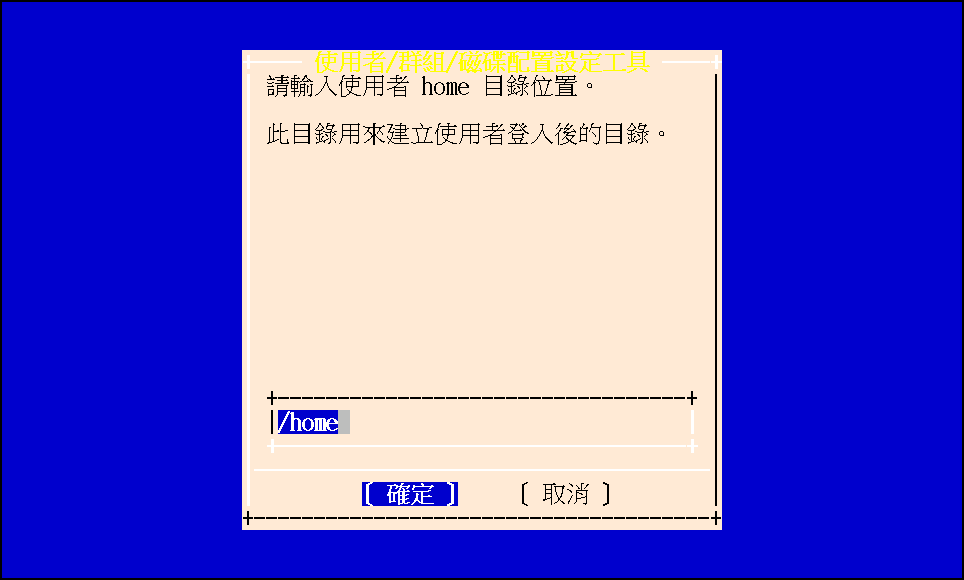 使用者/群組/磁碟配置設定工具
請輸入使用者 home 目錄位置。
此目錄用來建立使用者登入後的目錄。
/home
[ 確定 ] [ 取消 ]